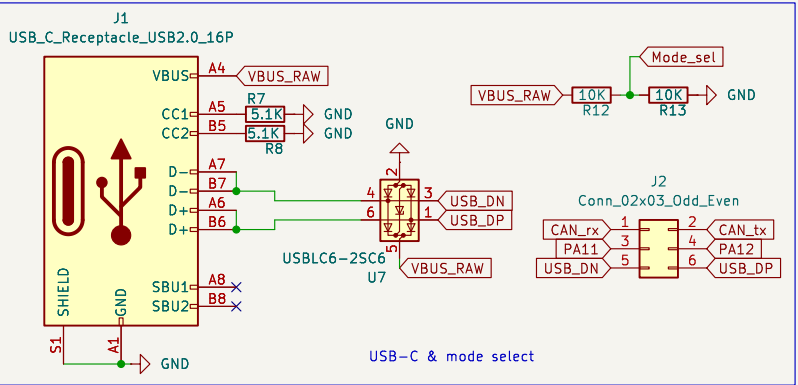 J1
USB_C_Receptacle_USB2.0_16P
VBUS A4 VBUS_RAW
CC1 A5 R7 5.1K GND
CC2 B5 5.1K R8 GND
D- A7
D- B7
D+ A6
D+ B6
SBU1 A8
SBU2 B8
SHIELD
GND
S1
A1
GND
GND
2
4 3 USB_DN
6 1 USB_DP
5
USBLC6-2SC6
U7
VBUS_RAW
Mode_sel
VBUS_RAW 10K 10K GND
R12 R13
J2
Conn_02x03_Odd_Even
CAN_rx 1 2 CAN_tx
PA11 3 4 PA12
USB_DN 5 6 USB_DP
USB-C & mode select